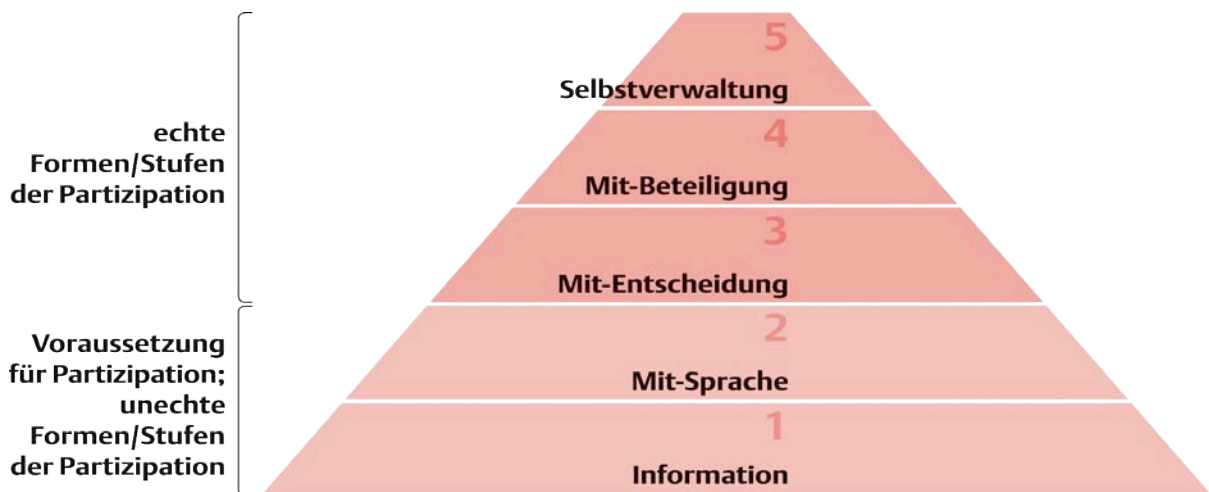 echte
Formen/Stufen
der Partizipation
5
Selbstverwaltung
4
Mit-Beteiligung
3
Mit-Entscheidung
Voraussetzung
für Partizipation;
unechte
Formen/Stufen
der Partizipation
2
Mit-Sprache
1
Information